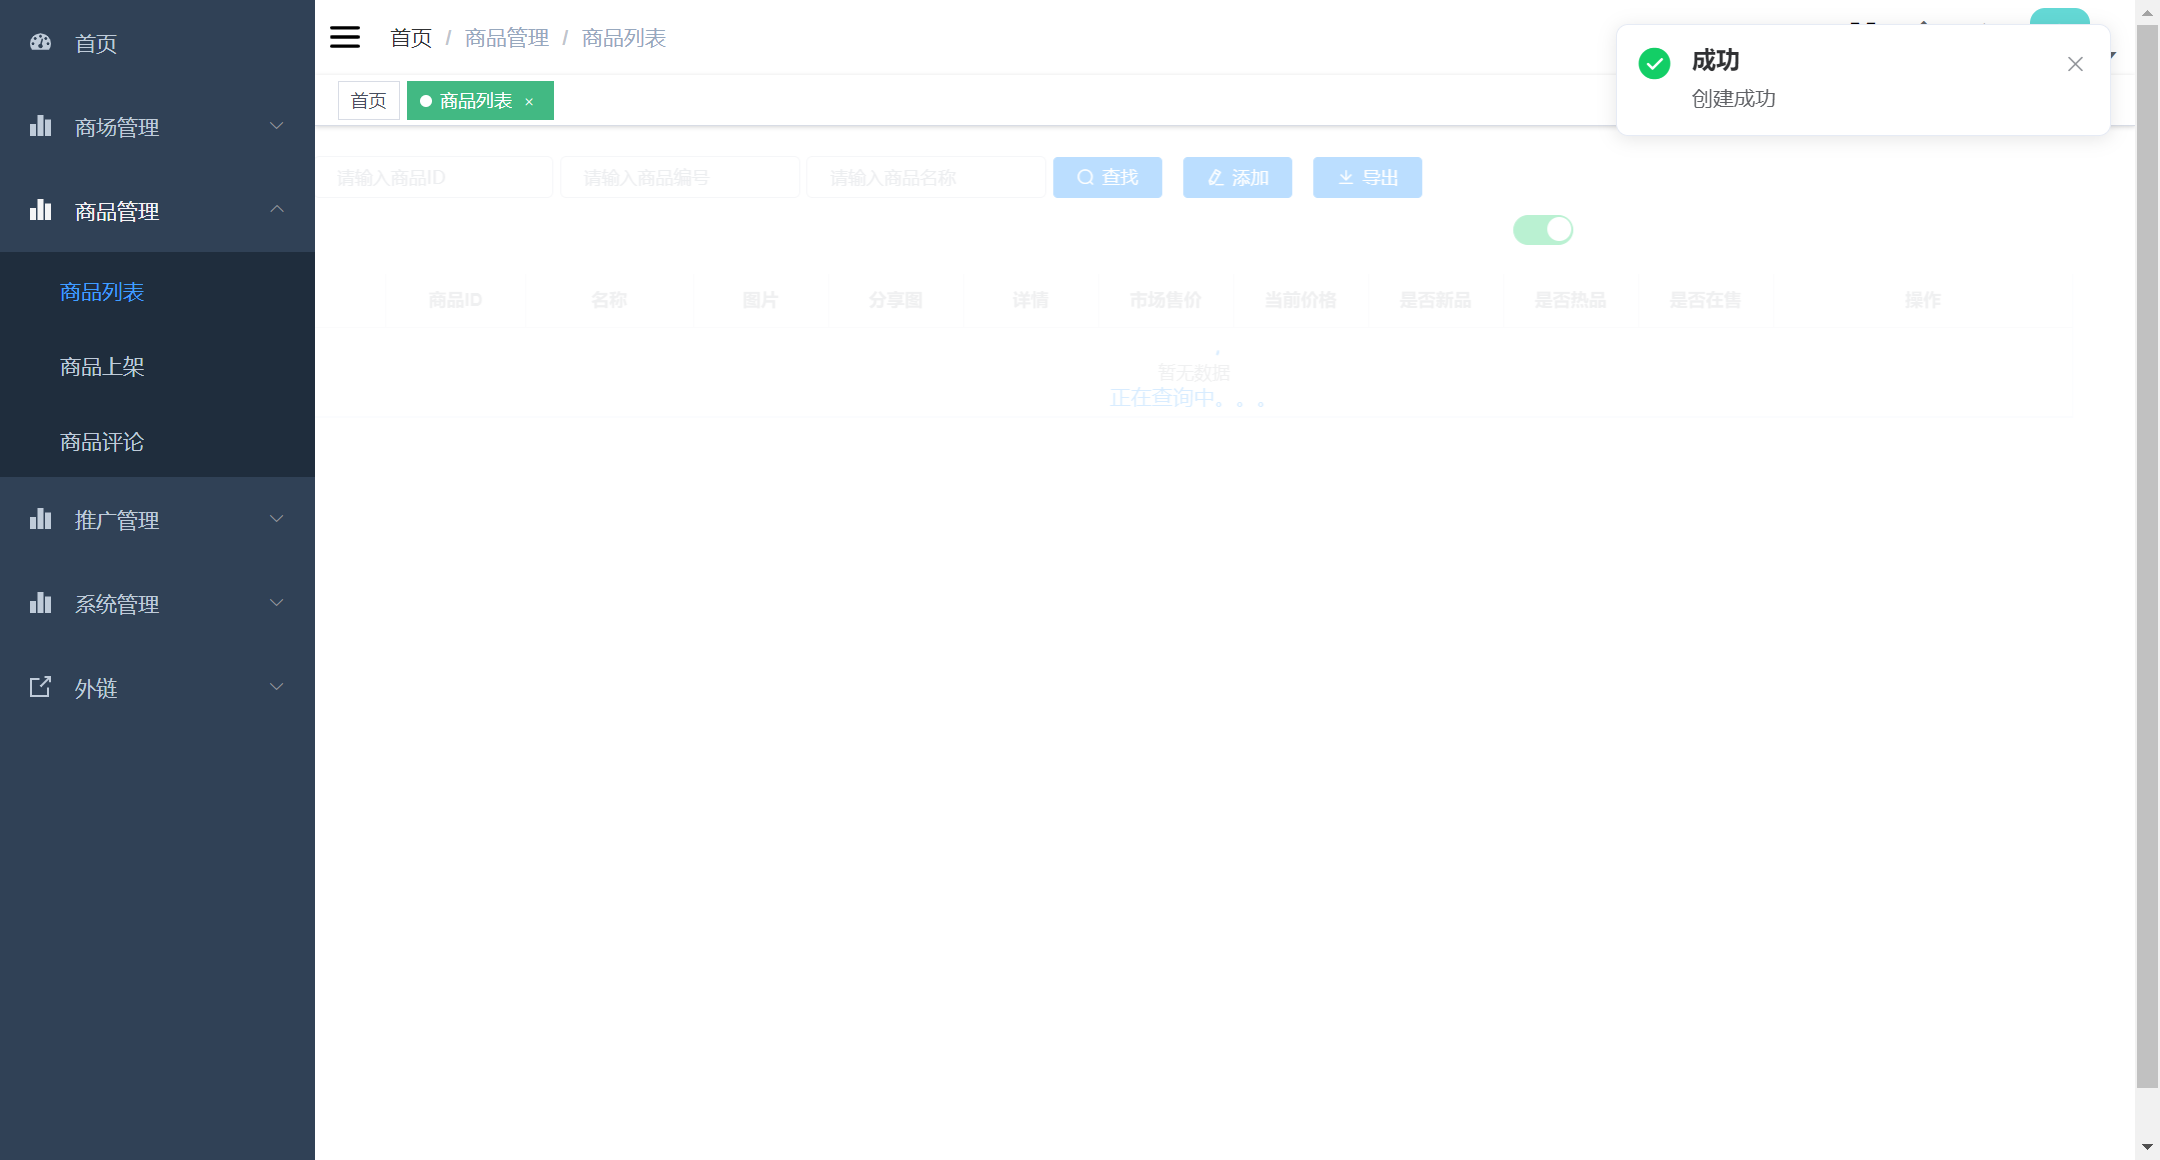 首页
商场管理
商品管理
商品列表
商品上架
商品评论
推广管理
系统管理
外链
首页 / 商品管理 / 商品列表
首页 商品列表 ×
成功
创建成功
请输入商品ID 请输入商品编号 请输入商品名称 查找 添加 导出
商品ID 名称 图片 分享图 详情 市场售价 当前价格 是否新品 是否热品 是否在售 操作
暂无数据
正在查询中。。。